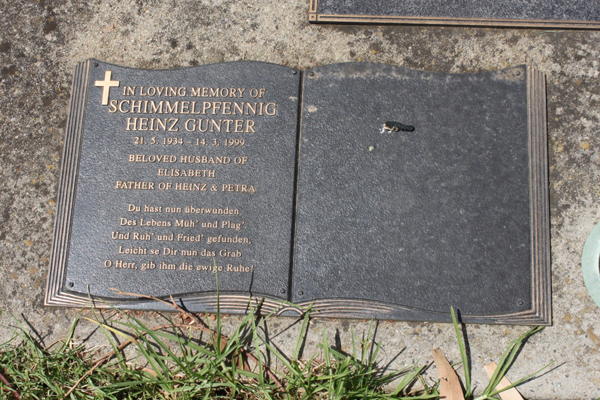 IN LOVING MEMORY OF
SCHIMMELPFENNIG
HEINZ GUNTER
21. 5. 1934 - 14. 3. 1999
BELOVED HUSBAND OF
ELISABETH
FATHER OF HEINZ & PETRA
Du hast nun überwunden,
Des Lebens Müh' und Plag'.
Und Ruh' und Fried' gefunden,
Leicht se Dir nun das Grab
O Herr, gib ihm die ewige Ruhe!